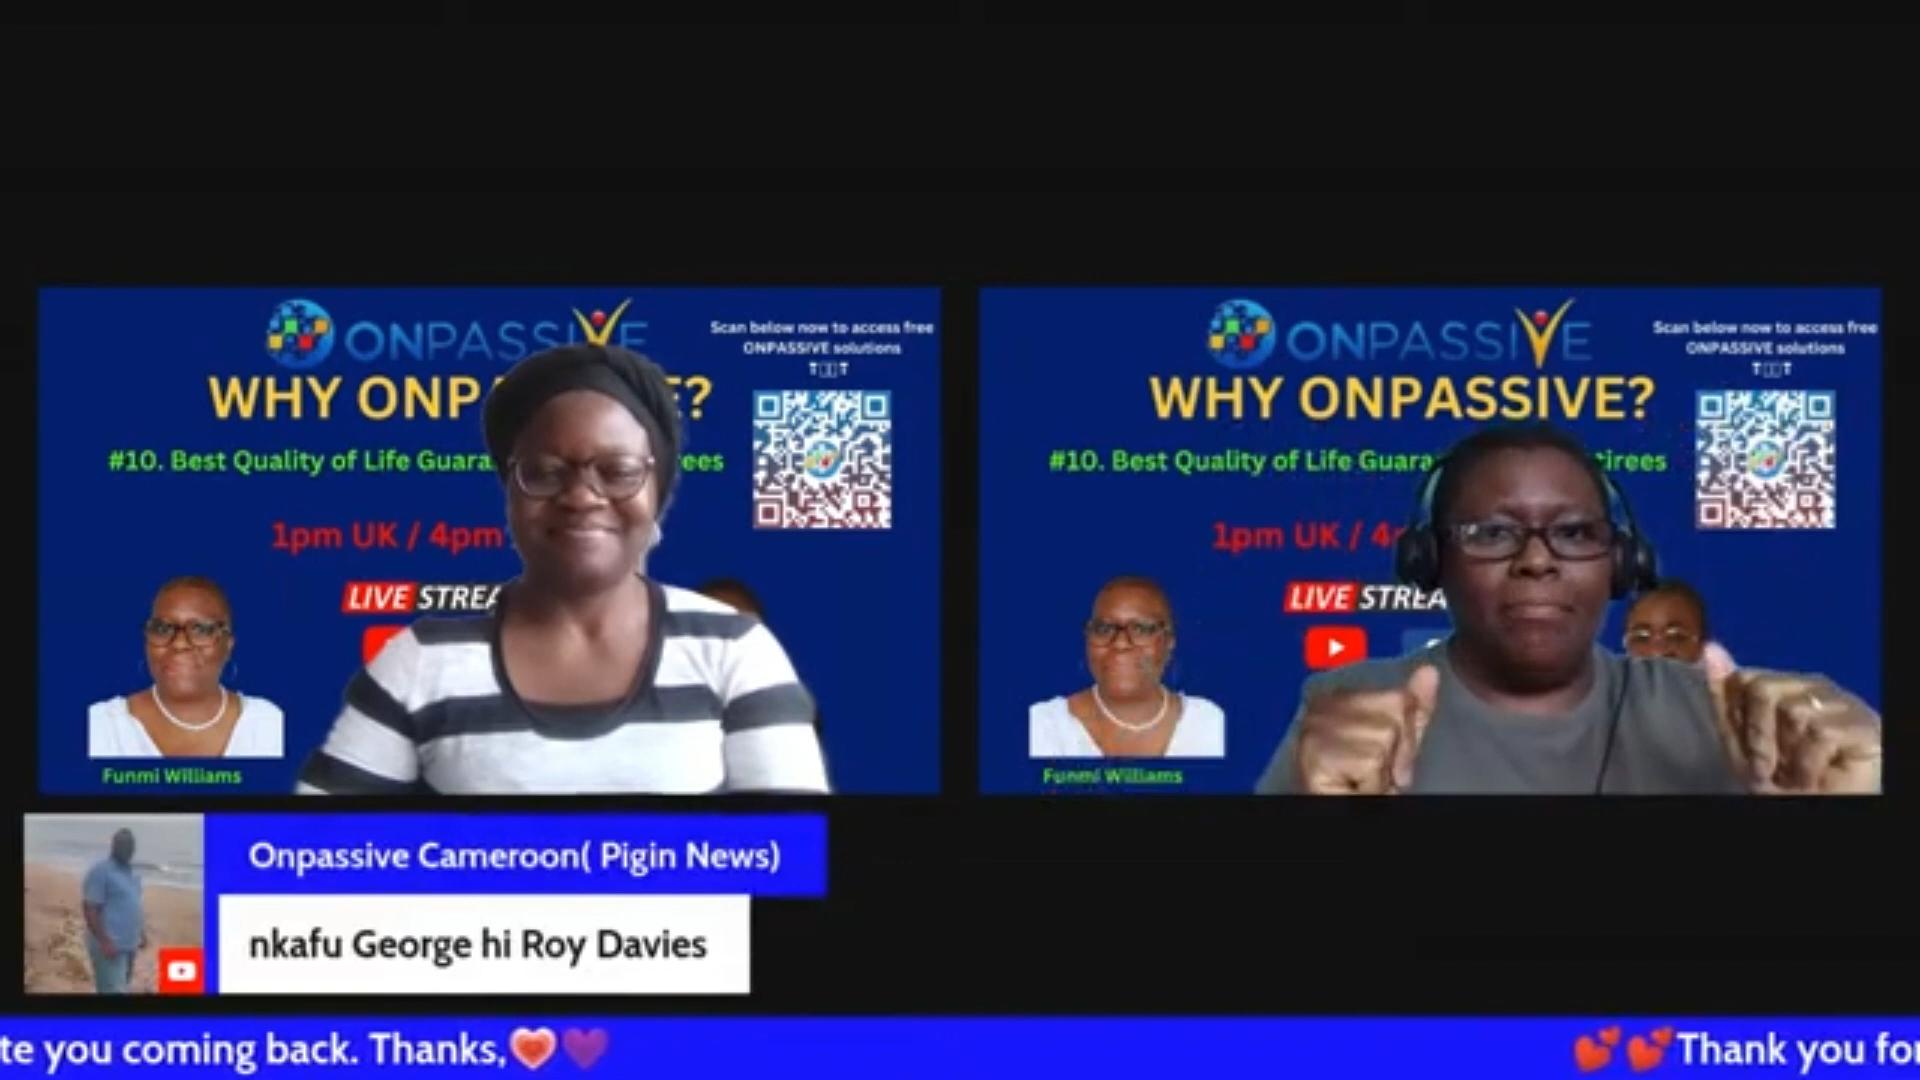 ONPASSIVE
WHY ONP E?
#10. Best Quality of Life Guara rees
1pm UK / 4pm
LIVE STREA
Scan below now to access free
ONPASSIVE solutions
Funmi Williams
ONPASSIVE
WHY ONPASSIVE?
#10. Best Quality of Life Guara tirees
1pm UK / 4p
LIVE STREA
Scan below now to access free
ONPASSIVE solutions
Funmi Williams
Onpassive Cameroon( Pigin News)
nkafu George hi Roy Davies
te you coming back. Thanks,💗💜
💕💕Thank you for